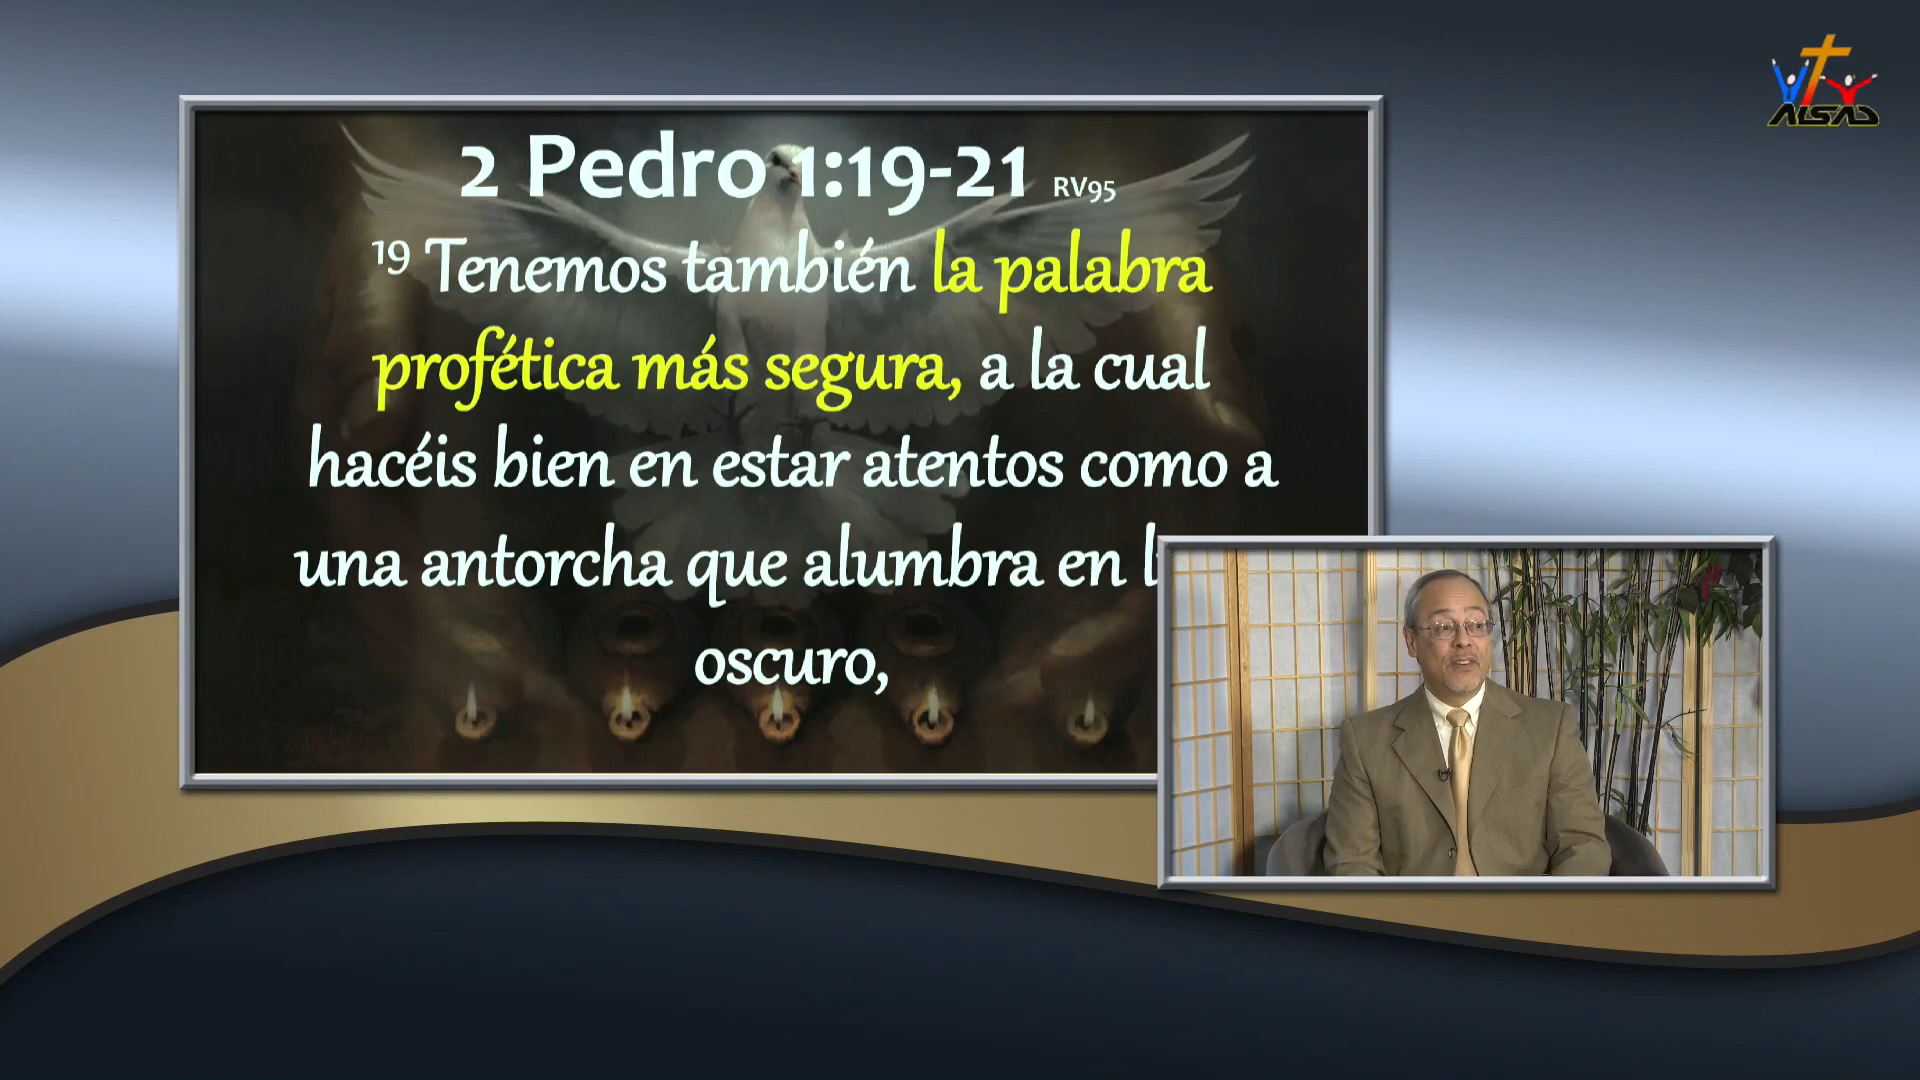 ALSAD
2 Pedro 1:19-21 RV95
19 Tenemos también la palabra
profética más segura, a la cual
hacéis bien en estar atentos como a
una antorcha que alumbra en
oscuro,